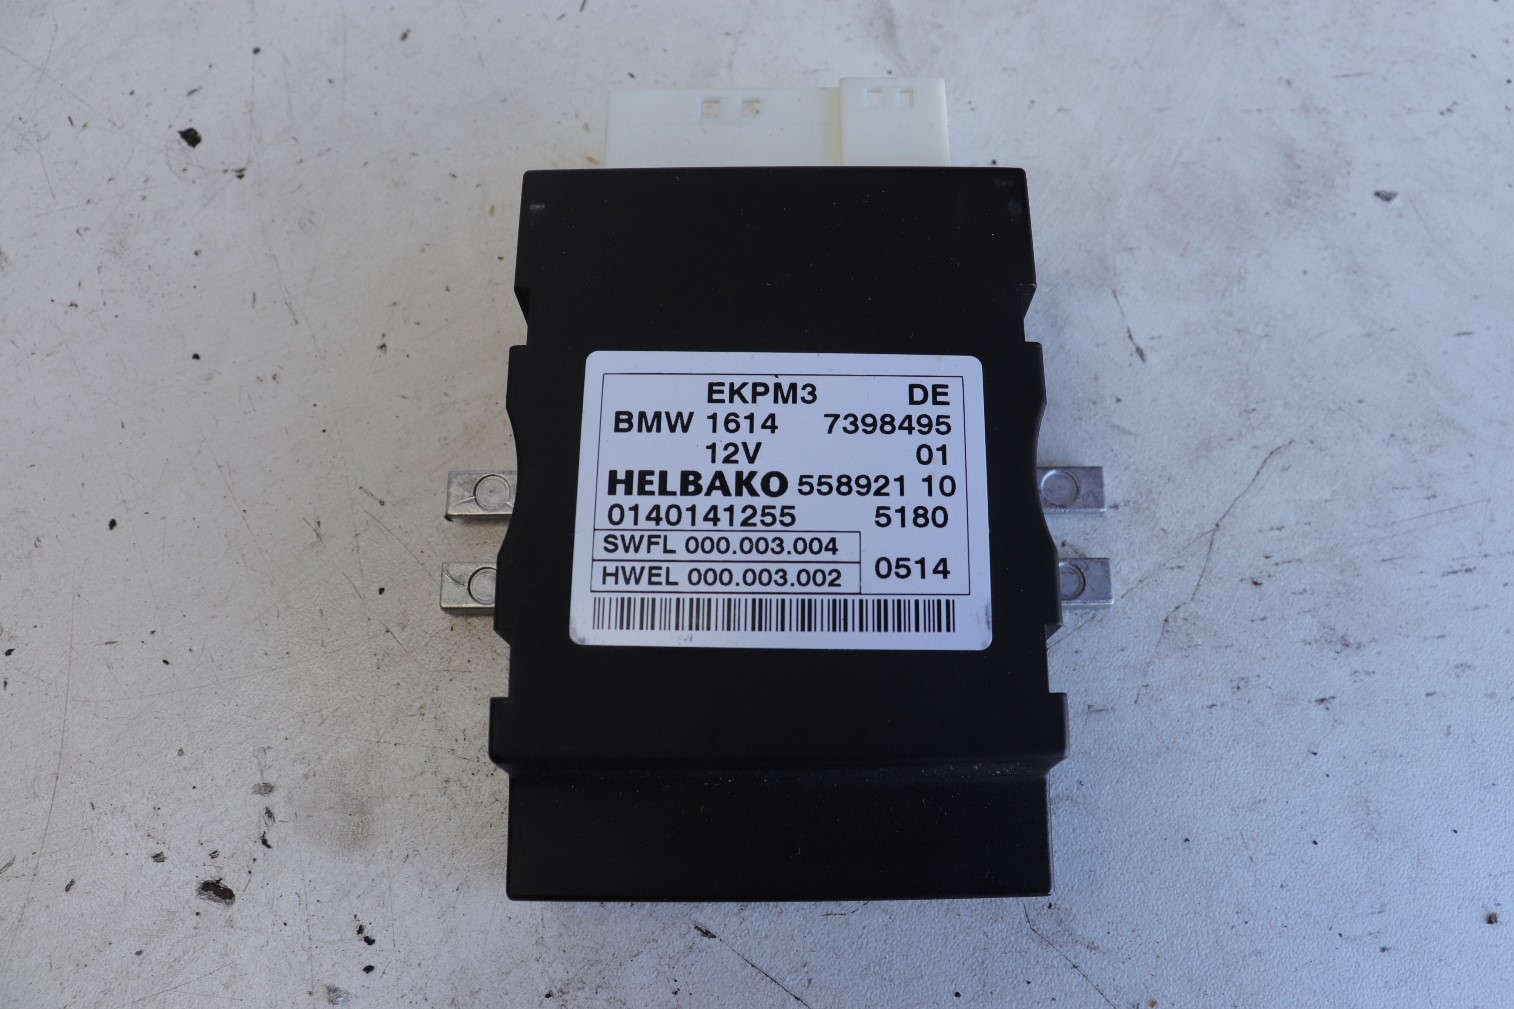 EKPM3 DE
BMW 1614 7398495
12V 01
HELBAKO 558921 10
0140141255 5180
SWFL 000.003.004
HWEL 000.003.002 0514